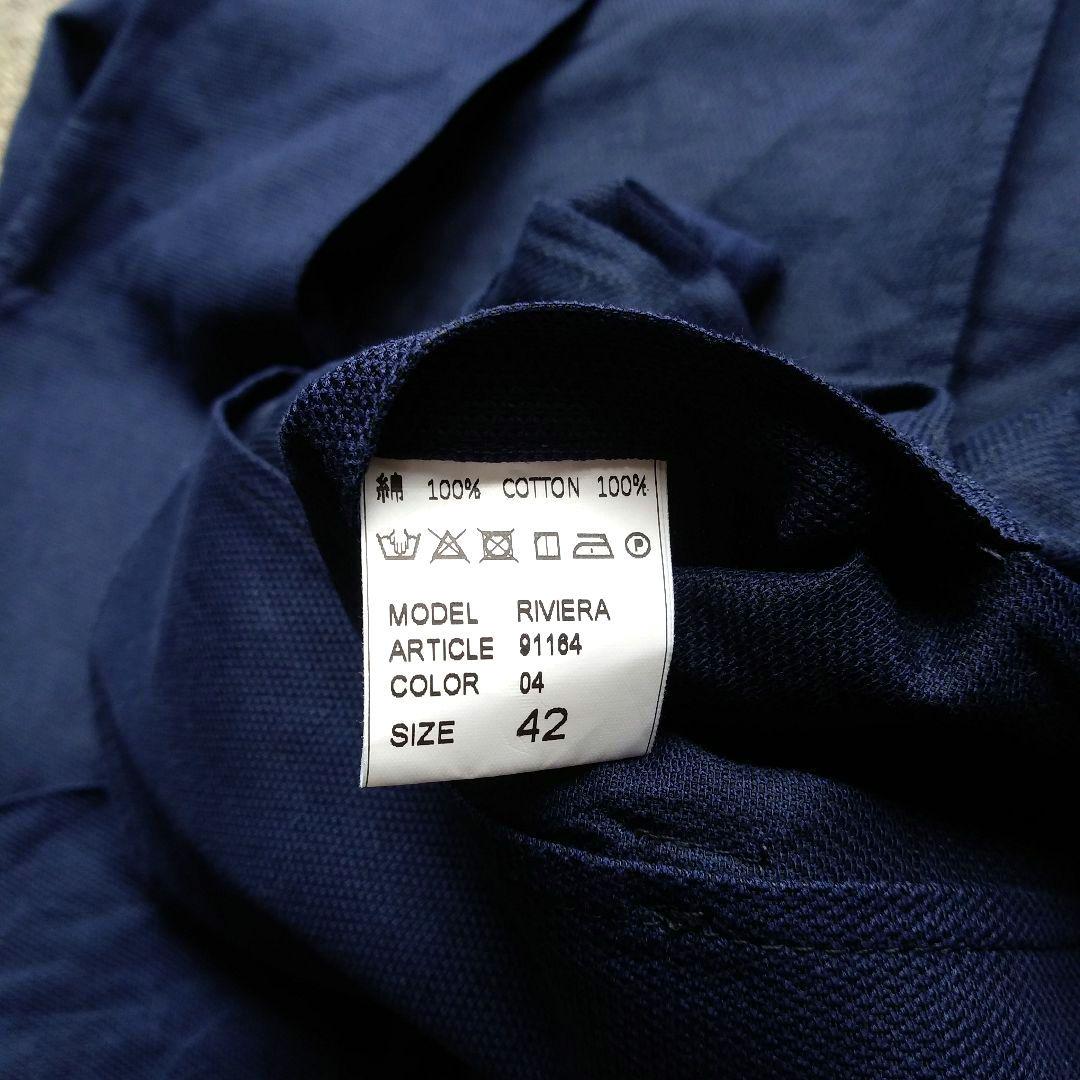 綿 100% COTTON 100%
P
MODEL RIVIERA
ARTICLE 91164
COLOR 04
SIZE 42